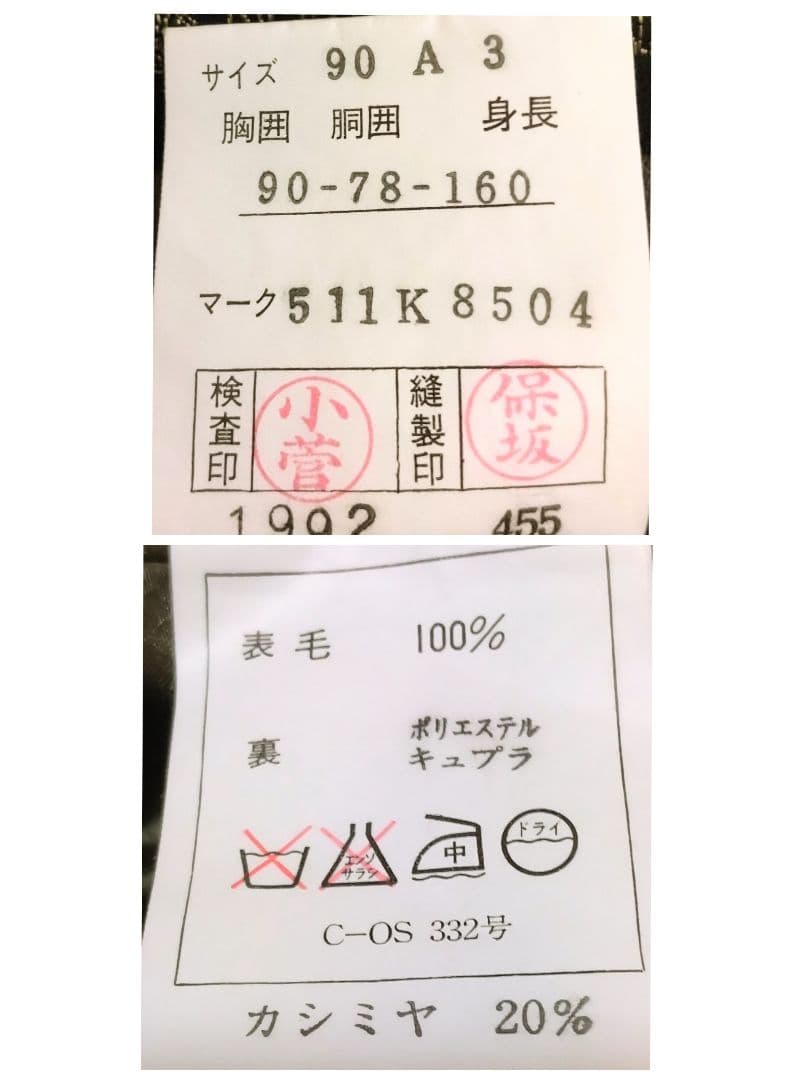 サイズ 90 A 3
胸囲 胴囲 身長
90-78-160
マーク 511K8504
検査印 小菅 縫製印 保坂
1992 455
表毛 100%
裏 ポリエステル
キュプラ
エンソ
サラシ
中
ドライ
C-OS 332号
カシミヤ 20%